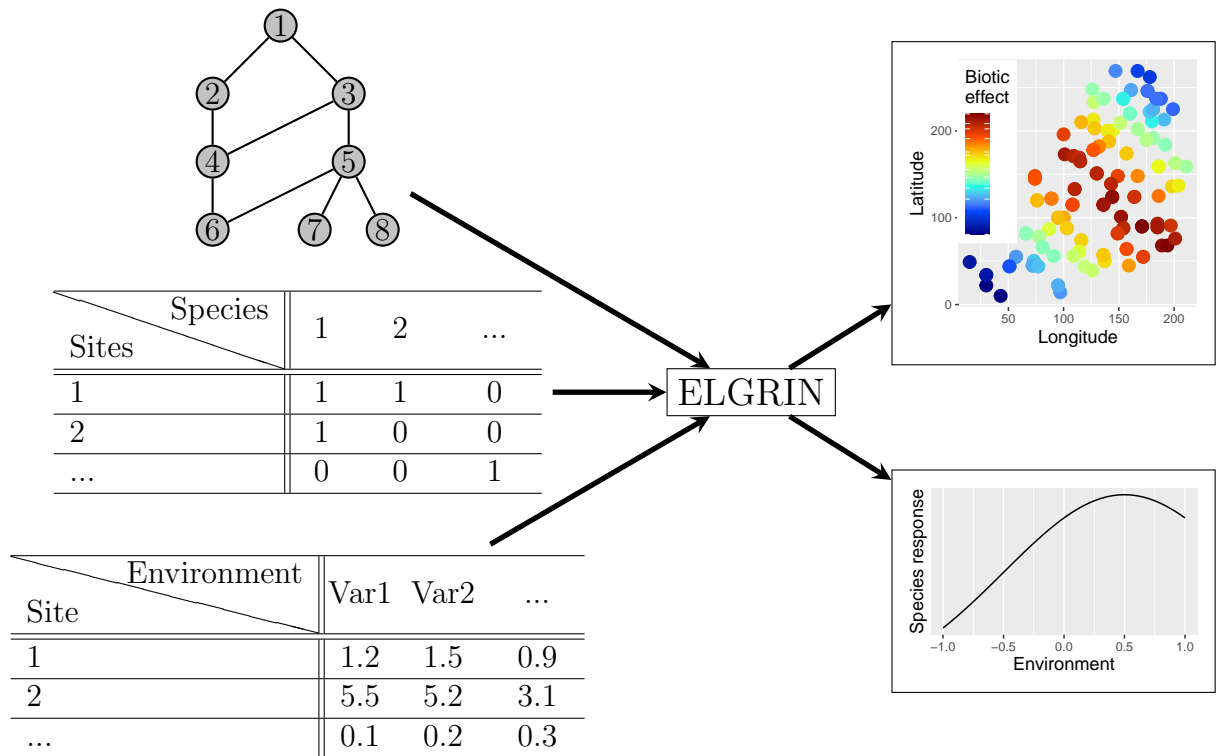 1
2 3
4 5
6 7 8
Species
Sites
1 2 ...
1 1 1 0
2 1 0 0
... 0 0 1
Environment
Site
Var1 Var2 ...
1 1.2 1.5 0.9
2 5.5 5.2 3.1
... 0.1 0.2 0.3
ELGRIN
Biotic
effect
Latitude
200
100
0
50 100 150 200
Longitude
Species response
−1.0 −0.5 0.0 0.5 1.0
Environment